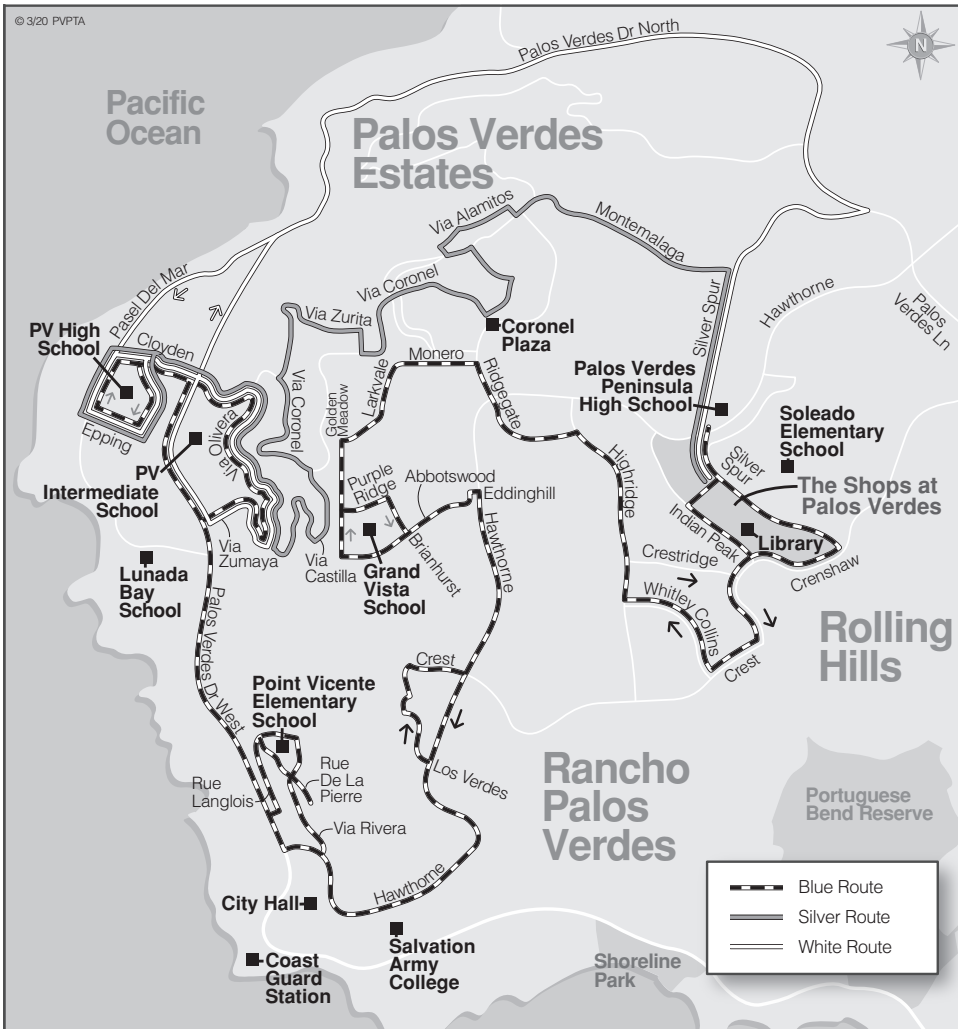 © 3/20 PVPTA
Palos Verdes Dr North
N
Pacific
Ocean
Palos Verdes
Estates
Via Alamitos
Montemalaga
Pasel Del Mar
Via Coronel
Silver Spur
Hawthorne
Palos
Verdes Ln
Via Zurita
PV High
School
Cloyden
Coronel
Plaza
Monero
Ridgegate
Larkvale
Palos Verdes
Peninsula
High School
Via Coronel
Golden
Meadow
Soleado
Elementary
School
Epping
Via
Olivera
PV
Intermediate
School
Purple
Ridge
Abbotswood
Eddinghill
Highridge
Silver
Spur
The Shops at
Palos Verdes
Indian Peak
Library
Hawthorne
Via
Zumaya
Via
Castilla
Grand
Vista
School
Brianhurst
Crestridge
Crenshaw
Lunada
Bay
School
Whitley Collins
Rolling
Hills
Palos Verdes Dr West
Crest
Crest
Point Vicente
Elementary
School
Rue
De La
Pierre
Los Verdes
Rancho
Palos
Verdes
Rue
Langlois
Via Rivera
Portuguese
Bend Reserve
Hawthorne
City Hall
Salvation
Army
College
Coast
Guard
Station
Shoreline
Park
Blue Route
Silver Route
White Route